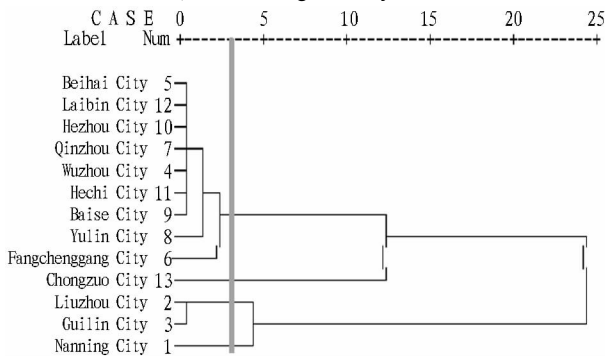 C A S E 0 5 10 15 20 25
Label Num
Beihai City 5
Laibin City 12
Hezhou City 10
Qinzhou City 7
Wuzhou City 4
Hechi City 11
Baise City 9
Yulin City 8
Fangchenggang City 6
Chongzuo City 13
Liuzhou City 2
Guilin City 3
Nanning City 1